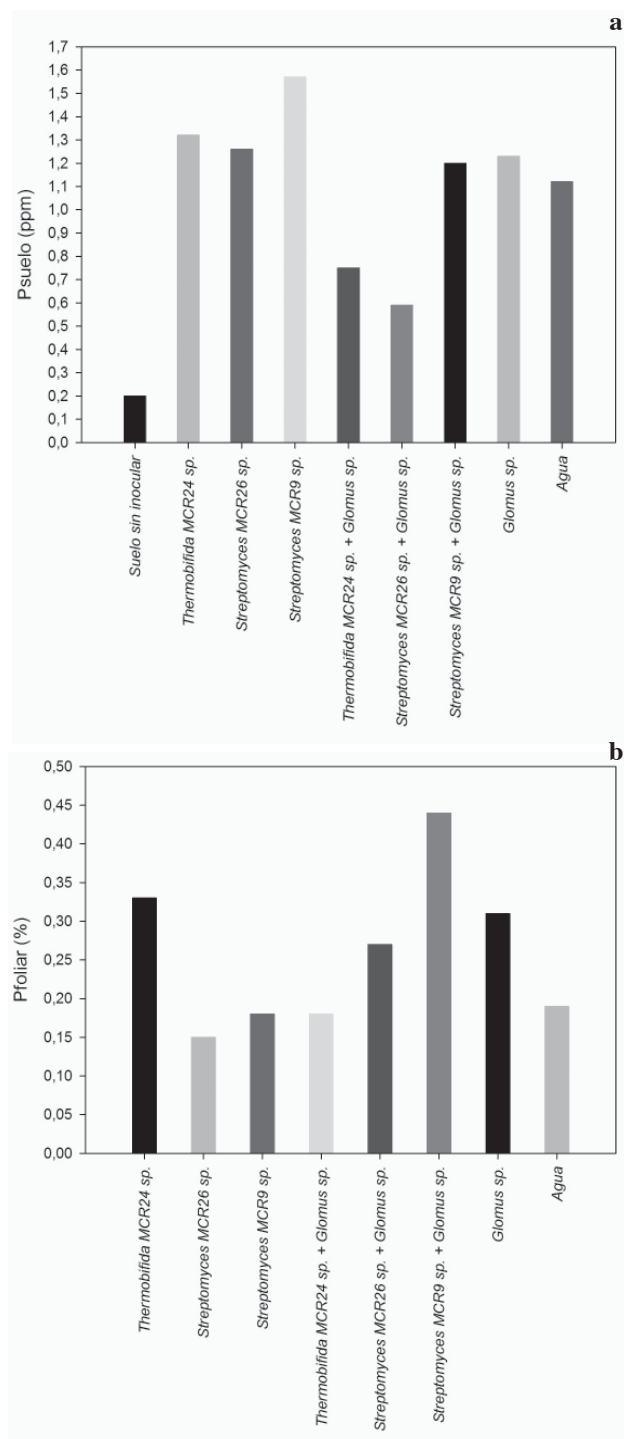 a
1,7
1,6
1,5
1,4
1,3
1,2
1,1
1,0
0,9
0,8
0,7
0,6
0,5
0,4
0,3
0,2
0,1
0,0
Psuelo (ppm)
Suelo sin inocular
Thermobifida MCR24 sp.
Streptomyces MCR26 sp.
Streptomyces MCR9 sp.
Thermobifida MCR24 sp. + Glomus sp.
Streptomyces MCR26 sp. + Glomus sp.
Streptomyces MCR9 sp. + Glomus sp.
Glomus sp.
Agua
b
0,50
0,45
0,40
0,35
0,30
0,25
0,20
0,15
0,10
0,05
0,00
Pfoliar (%)
Thermobifida MCR24 sp.
Streptomyces MCR26 sp.
Streptomyces MCR9 sp.
Thermobifida MCR24 sp. + Glomus sp.
Streptomyces MCR26 sp. + Glomus sp.
Streptomyces MCR9 sp. + Glomus sp.
Glomus sp.
Agua